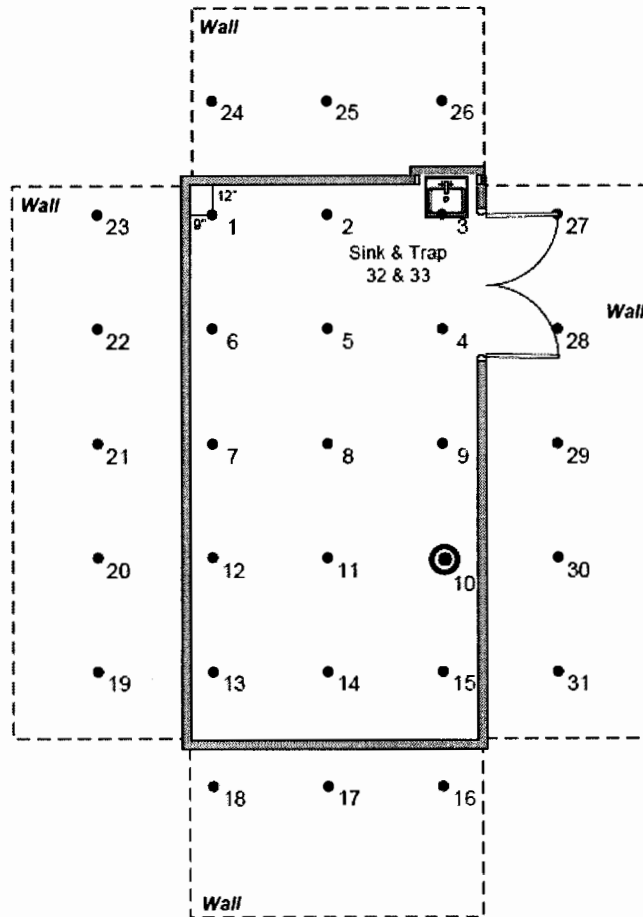 Wall
24 25 26
Wall
12"
9"
23 1 2 3 27
Sink & Trap
32 & 33
Wall
22 6 5 4 28
21 7 8 9 29
20 12 11 10 30
19 13 14 15 31
18 17 16
Wall